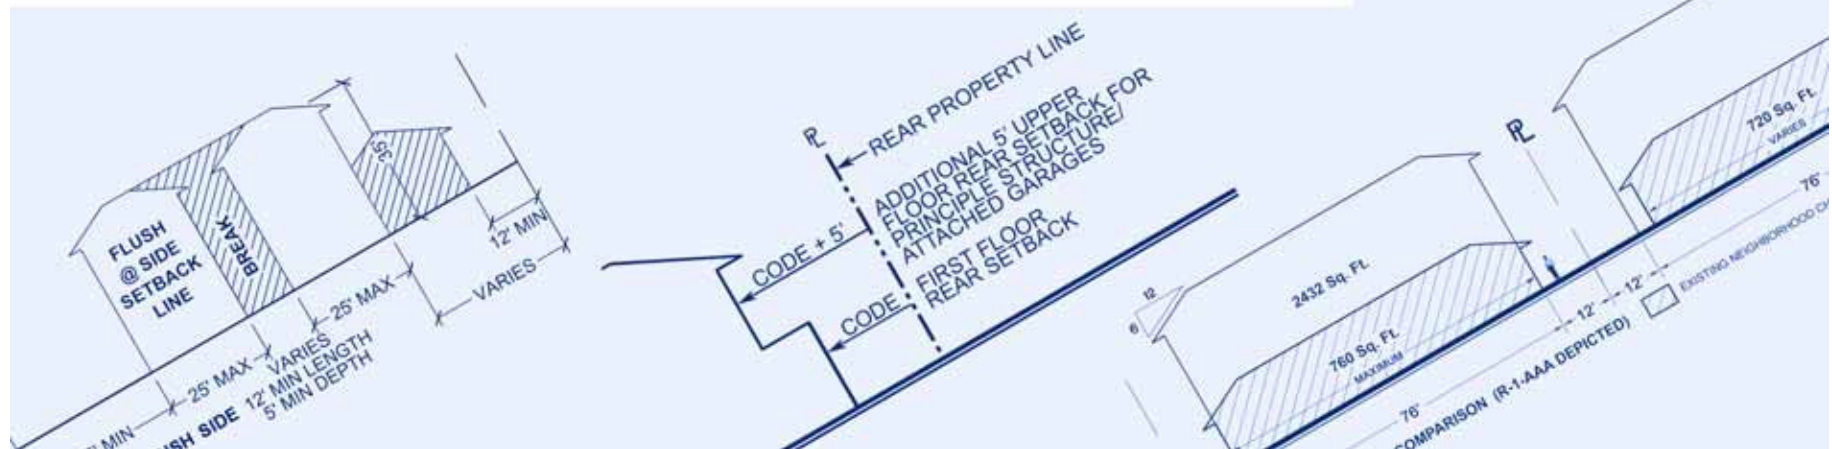 FLUSH
@ SIDE
SETBACK
LINE
BREAK
35'
12' MIN
VARIES
25' MAX
25' MAX
VARIES
12' MIN LENGTH
5' MIN DEPTH
MIN
SIDE
PL
REAR PROPERTY LINE
ADDITIONAL 5' UPPER
FLOOR REAR SETBACK FOR
PRINCIPLE STRUCTURE/
ATTACHED GARAGES
CODE + 5'
FIRST FLOOR
REAR SETBACK
CODE
PL
720 Sq. Ft.
VARIES
76'
12
6
2432 Sq. Ft.
760 Sq. Ft.
MAXIMUM
12'
12'
EXISTING NEIGHBORHOOD
76'
COMPARISON (R-1-AAA DEPICTED)